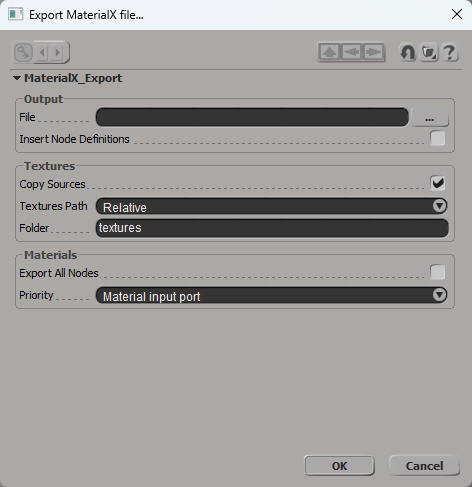 Export MaterialX file...
MaterialX_Export
Output
File
...
Insert Node Definitions
Textures
Copy Sources
Textures Path Relative
Folder textures
Materials
Export All Nodes
Priority Material input port
OK Cancel